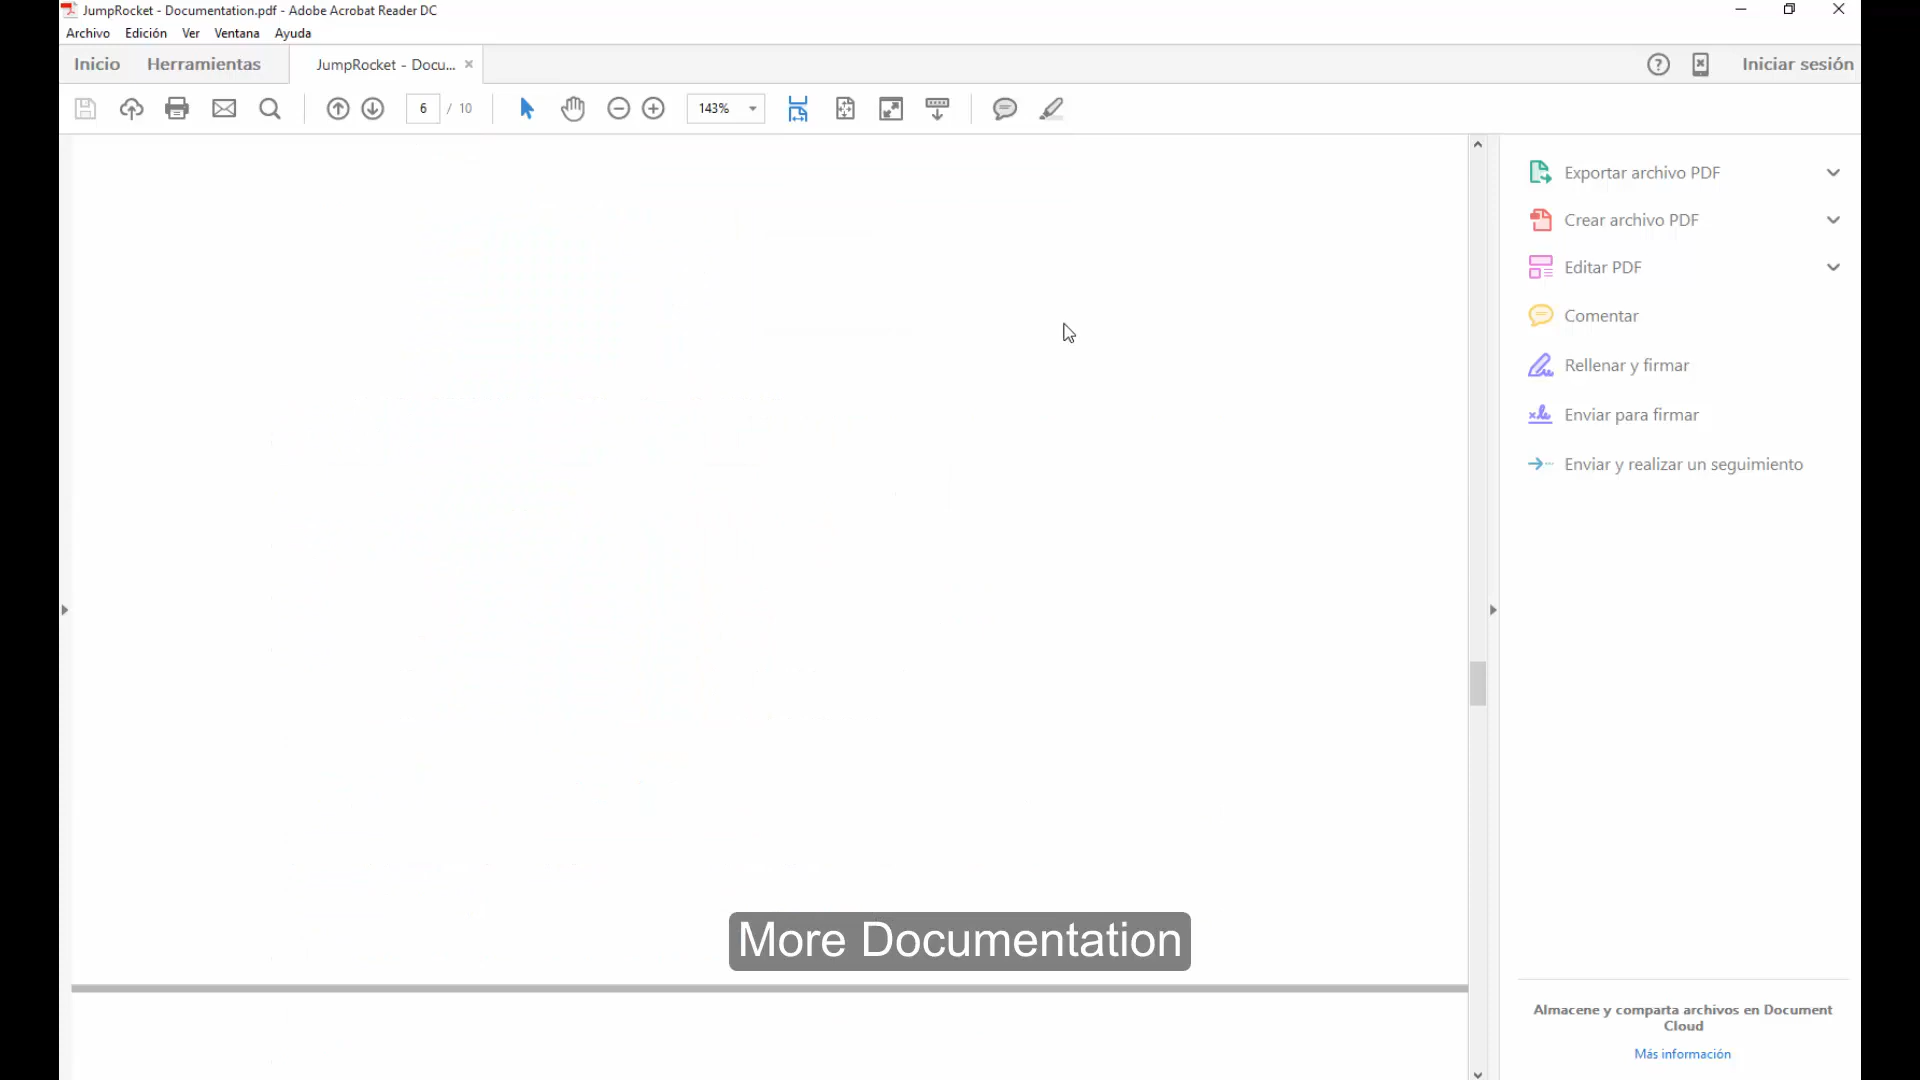 JumpRocket - Documentation.pdf - Adobe Acrobat Reader DC
Archivo Edición Ver Ventana Ayuda
Inicio Herramientas JumpRocket - Docu... Iniciar sesión
6 / 10 143%
Exportar archivo PDF
Crear archivo PDF
Editar PDF
Comentar
Rellenar y firmar
Enviar para firmar
Enviar y realizar un seguimiento
More Documentation
Almacene y comparta archivos en Document
Cloud
Más información